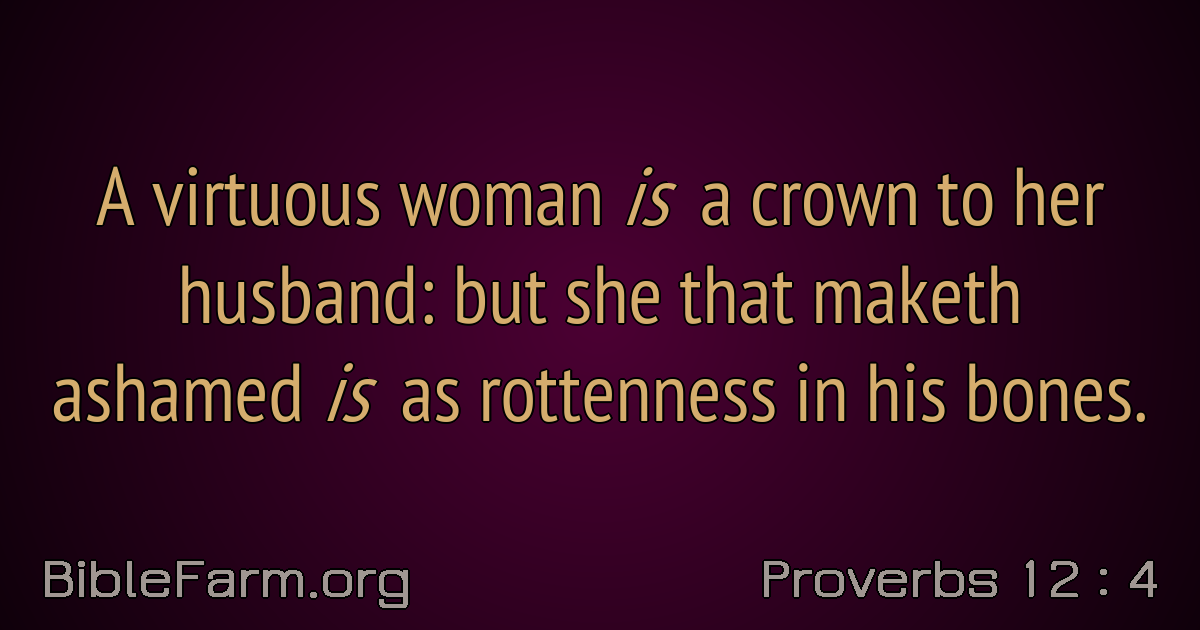 A virtuous woman is a crown to her
husband: but she that maketh
ashamed is as rottenness in his bones.
BibleFarm.org
Proverbs 12 : 4